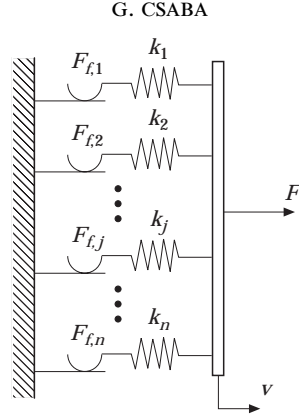 G. CSABA
F_{f,1} k_1
F_{f,2} k_2
F
F_{f,j} k_j
F_{f,n} k_n
v